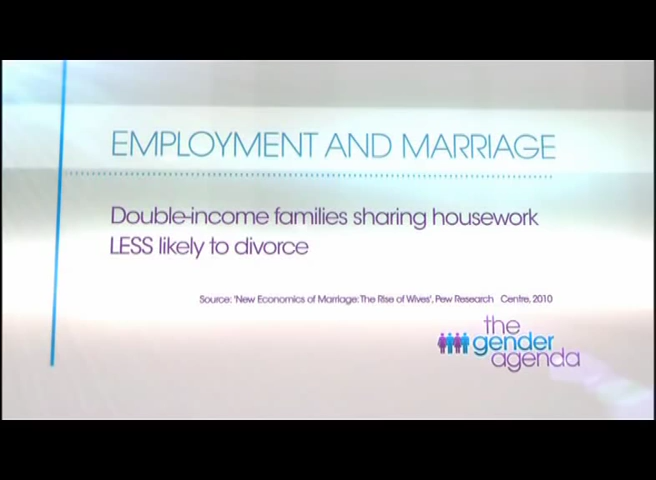 EMPLOYMENT AND MARRIAGE
Double-income families sharing housework
LESS likely to divorce
Source: 'New Economics of Marriage: The Rise of Wives', Pew Research Centre, 2010
the
gender
agenda